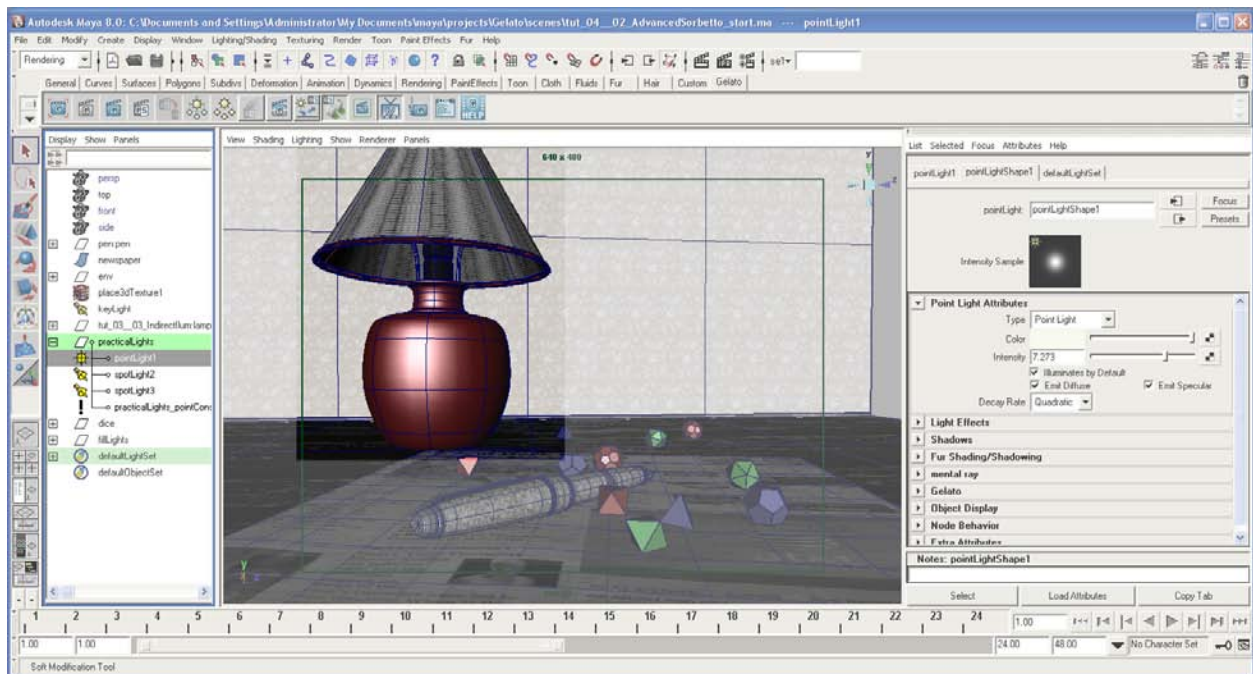 Autodesk Maya 8.0: C:\Documents and Settings\Administrator\My Documents\maya\projects\Gelato\scenes\tut_04__02_AdvancedSorbetto_start.ma --- pointLight1
File Edit Modify Create Display Window Lighting/Shading Texturing Render Toon Paint Effects Fur Help
Rendering
sel
General Curves Surfaces Polygons Subdivs Deformation Animation Dynamics Rendering PaintEffects Toon Cloth Fluids Fur Hair Custom Gelato
Display Show Panels
persp
top
front
side
pen:pen
newspaper
env
place3dTexture1
keyLight
tut_03__03_IndirectIllum:lamp
practicalLights
pointLight1
spotLight2
spotLight3
practicalLights_pointCons
dice
fillLights
defaultLightSet
defaultObjectSet
View Shading Lighting Show Renderer Panels
640 x 480
List Selected Focus Attributes Help
pointLight1 pointLightShape1 defaultLightSet
pointLight: pointLightShape1
Focus
Presets
Intensity Sample
Point Light Attributes
Type Point Light
Color
Intensity 7.273
Illuminates by Default
Emit Diffuse Emit Specular
Decay Rate Quadratic
Light Effects
Shadows
Fur Shading/Shadowing
mental ray
Gelato
Object Display
Node Behavior
Extra Attributes
Notes: pointLightShape1
Select Load Attributes Copy Tab
1 2 3 4 5 6 7 8 9 10 11 12 13 14 15 16 17 18 19 20 21 22 23 24
1.00
1.00 1.00 24.00 48.00 No Character Set
Soft Modification Tool